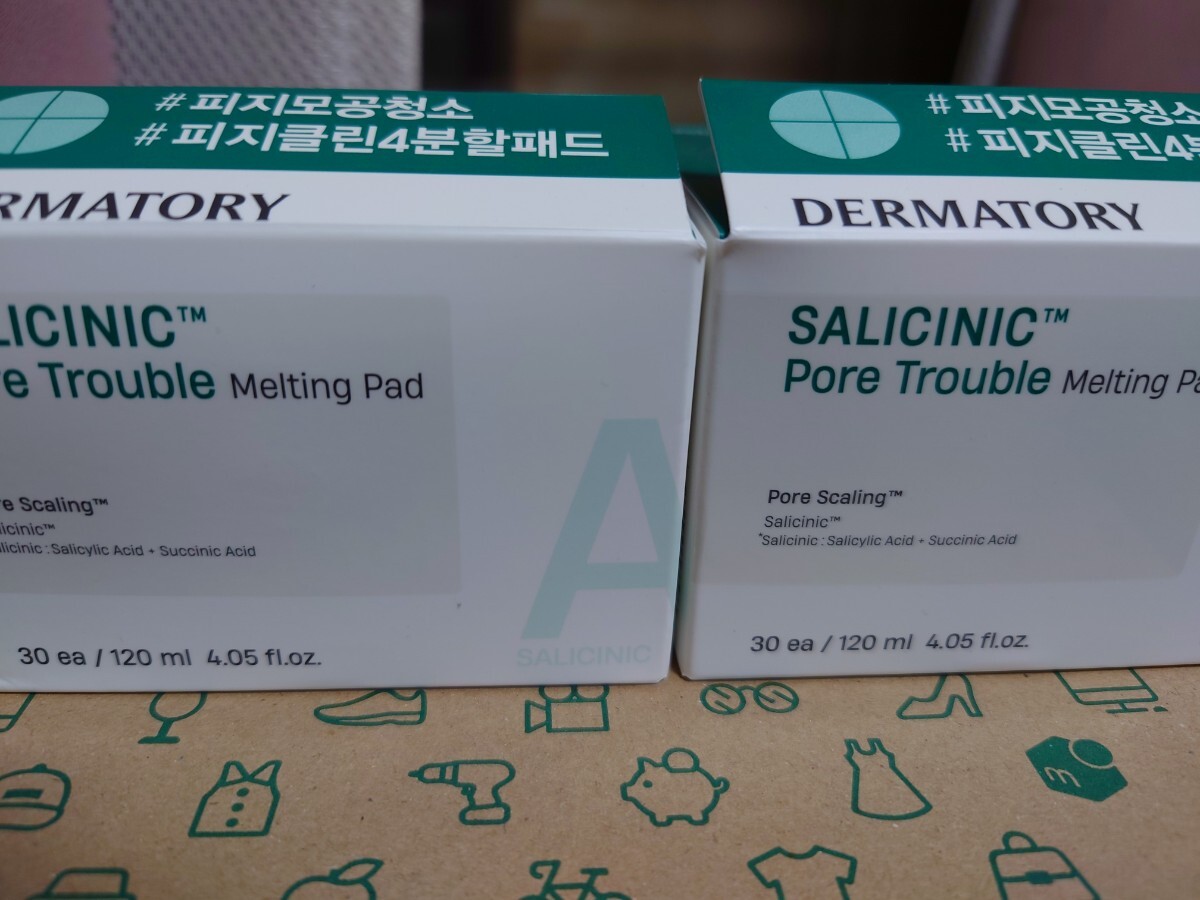 #피지모공청소
#피지클린4분할패드
RMATORY
LICINIC™
re Trouble Melting Pad
re Scaling™
licinic™
alicinic : Salicylic Acid + Succinic Acid
30 ea / 120 ml 4.05 fl.oz.
A
SALICINIC
#피지모공청소
#피지클린4분
DERMATORY
SALICINIC™
Pore Trouble Melting Pa
Pore Scaling™
Salicinic™
*Salicinic : Salicylic Acid + Succinic Acid
30 ea / 120 ml 4.05 fl.oz.